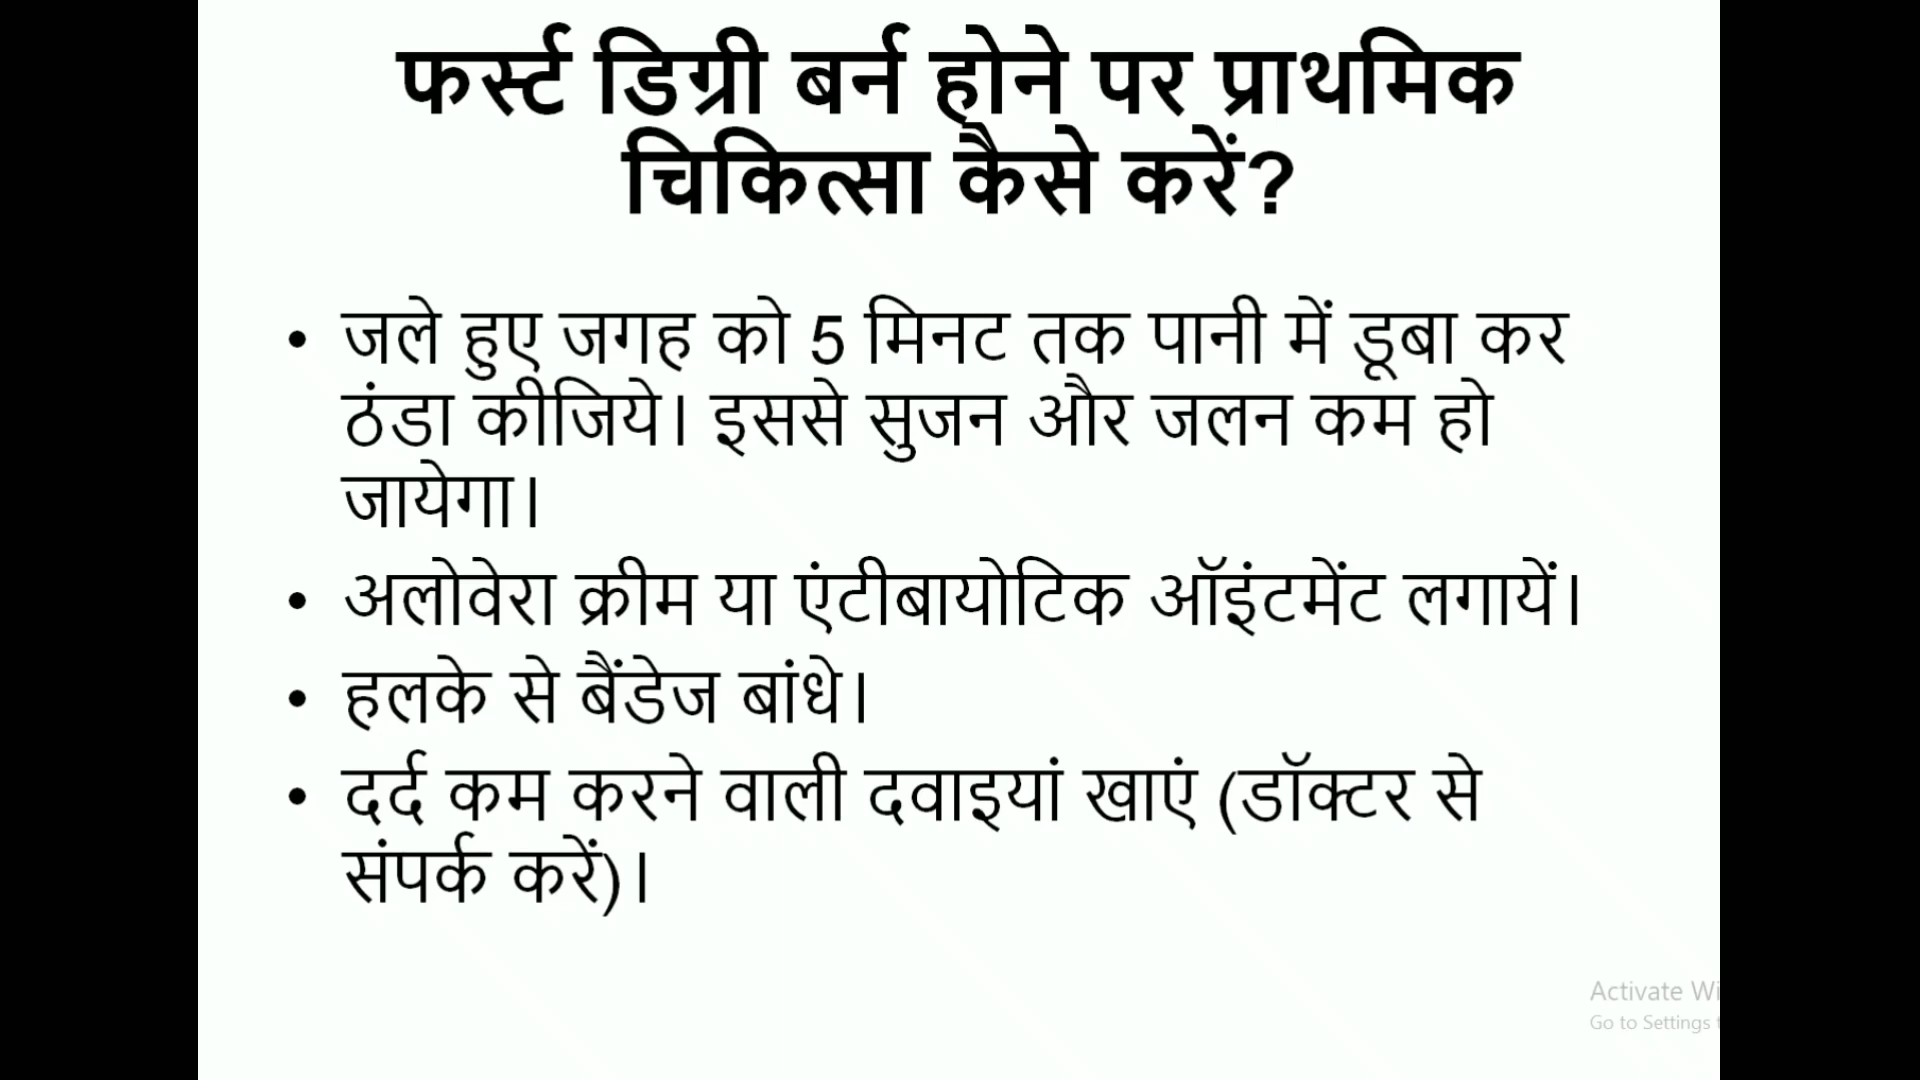 फर्स्ट डिग्री बर्न होने पर प्राथमिक
चिकित्सा कैसे करें?
• जले हुए जगह को 5 मिनट तक पानी में डूबा कर
ठंडा कीजिये। इससे सुजन और जलन कम हो
जायेगा।
• अलोवेरा क्रीम या एंटीबायोटिक ऑइंटमेंट लगायें।
• हलके से बैंडेज बांधे।
• दर्द कम करने वाली दवाइयां खाएं (डॉक्टर से
संपर्क करें)।
Activate Wi
Go to Settings